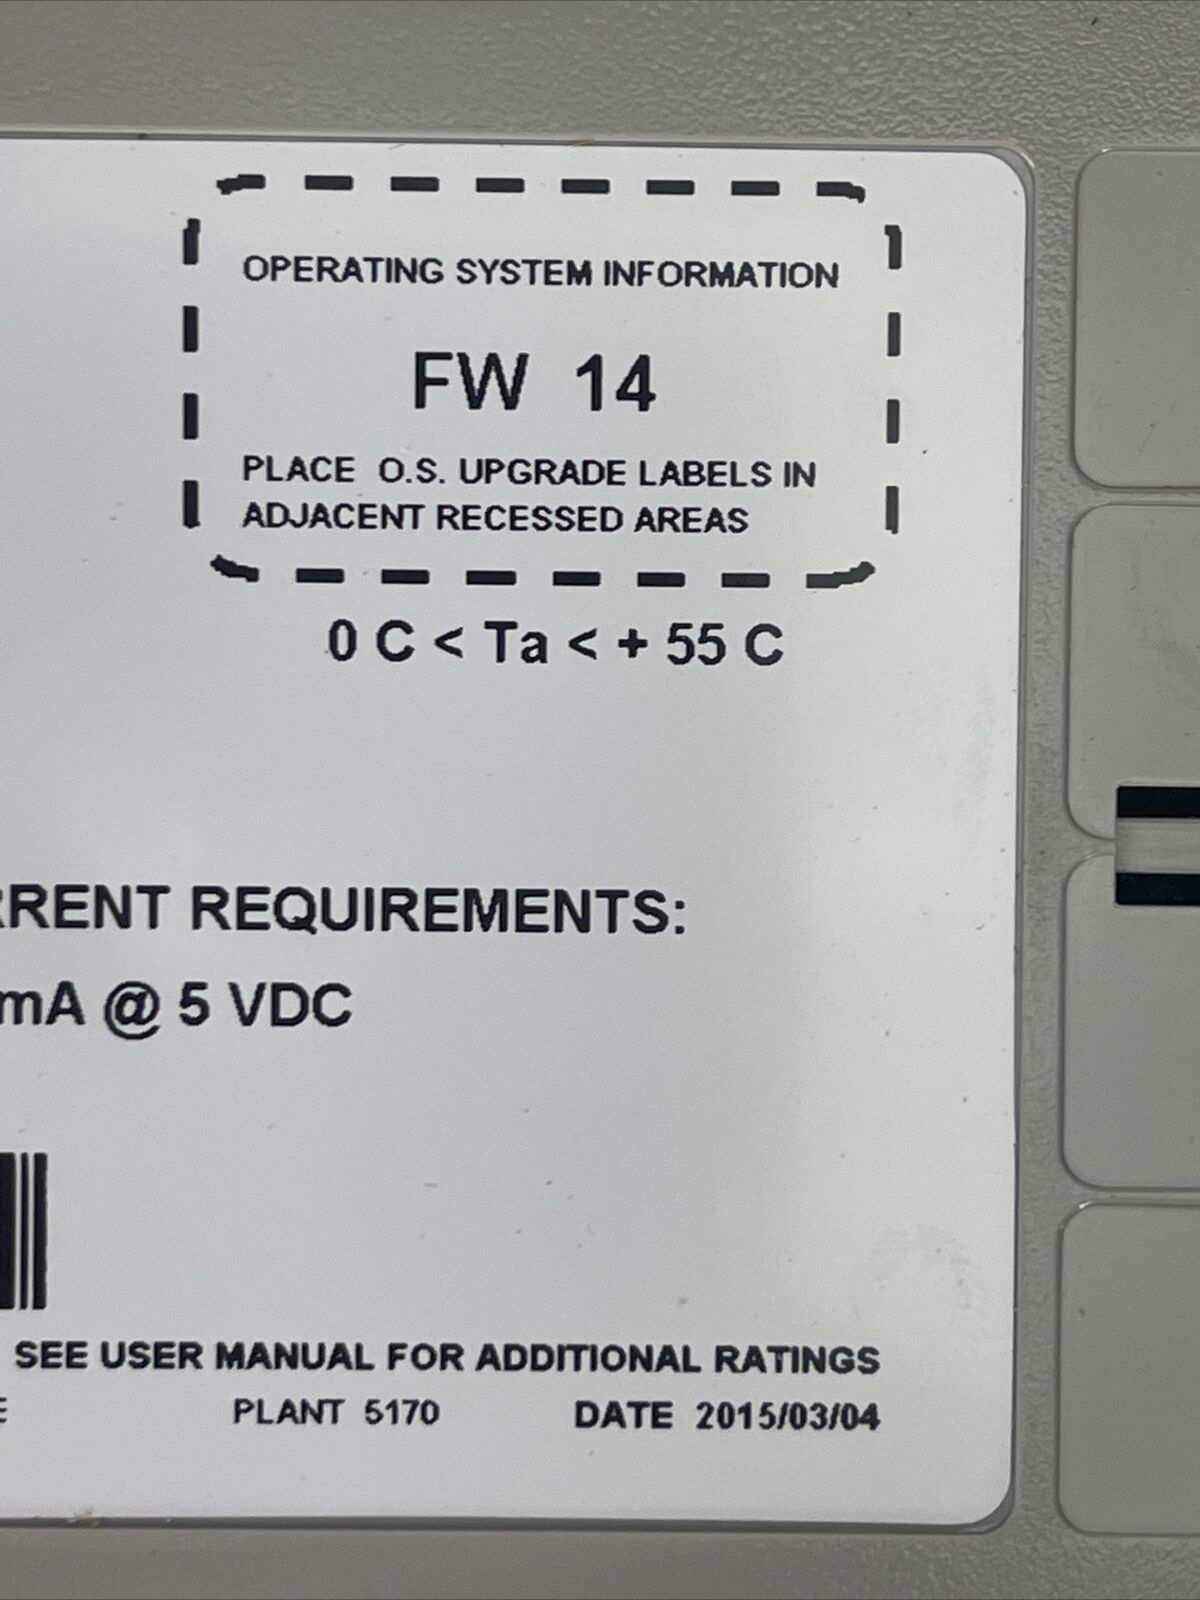 OPERATING SYSTEM INFORMATION
FW 14
PLACE O.S. UPGRADE LABELS IN
ADJACENT RECESSED AREAS
0 C < Ta < + 55 C
RRENT REQUIREMENTS:
mA @ 5 VDC
SEE USER MANUAL FOR ADDITIONAL RATINGS
E PLANT 5170 DATE 2015/03/04